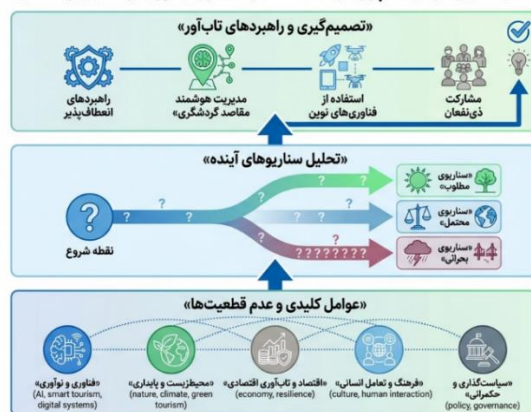 «تصمیم‌گیری و راهبردهای تاب‌آور»
مشارکت
ذی‌نفعان
استفاده از
فناوری‌های نوین
مدیریت هوشمند
مقاصد گردشگری»
راهبردهای
انعطاف‌پذیر
«تحلیل سناریوهای آینده»
?
نقطه شروع
? ? ? ? ? ?
? ? ? ? ?
? ? ? ? ? ? ? ? ? ?
«سناریوی
مطلوب»
«سناریوی
محتمل»
«سناریوی
بحرانی»
«عوامل کلیدی و عدم قطعیت‌ها»
«سیاست‌گذاری و
حکمرانی»
(policy, governance)
«فرهنگ و تعامل انسانی»
(culture, human interaction)
«اقتصاد و تاب‌آوری اقتصادی»
(economy, resilience)
«محیط‌زیست و پایداری»
(nature, climate, green
tourism)
«فناوری و نوآوری»
(AI, smart tourism,
digital systems)